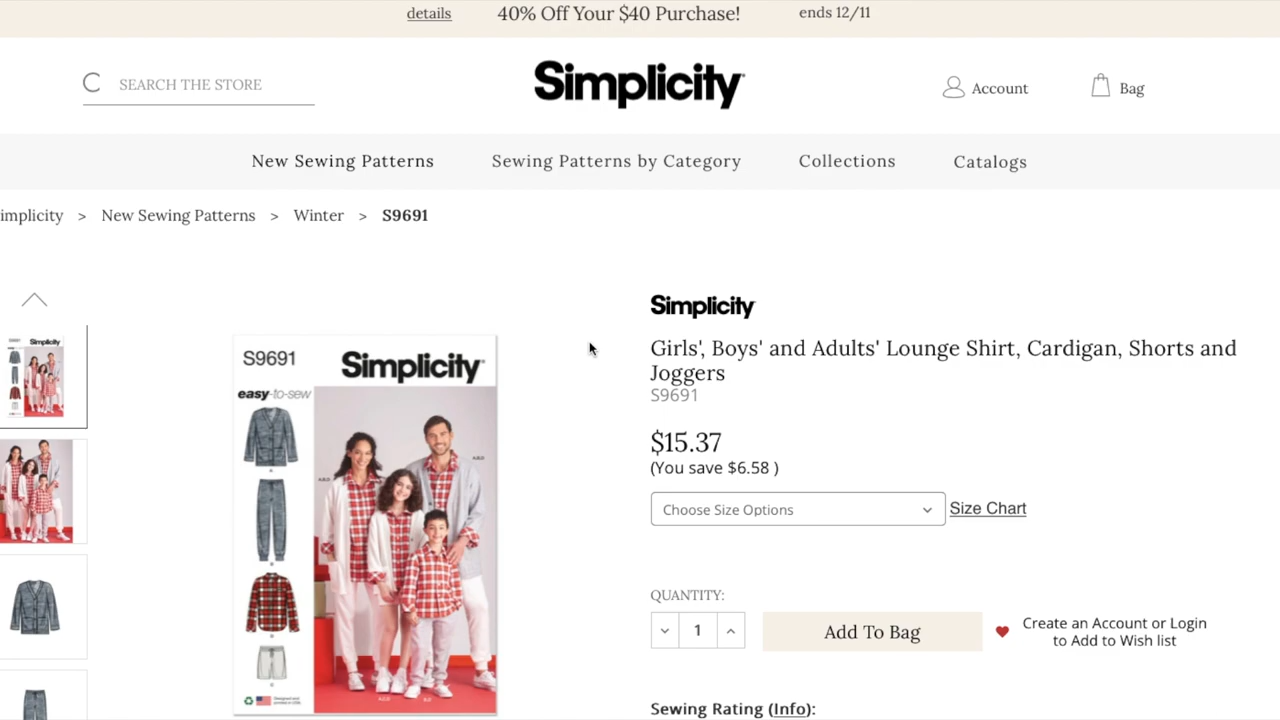 details 40% Off Your $40 Purchase! ends 12/11
SEARCH THE STORE
Simplicity
Account
Bag
New Sewing Patterns Sewing Patterns by Category Collections Catalogs
implicity > New Sewing Patterns > Winter > S9691
Simplicity
Girls', Boys' and Adults' Lounge Shirt, Cardigan, Shorts and
Joggers
S9691
$15.37
(You save $6.58 )
Choose Size Options
Size Chart
QUANTITY:
1
Add To Bag
Create an Account or Login
to Add to Wish list
Sewing Rating (Info):
S9691
Simplicity
easy-to-sew
S9691
Simplicity